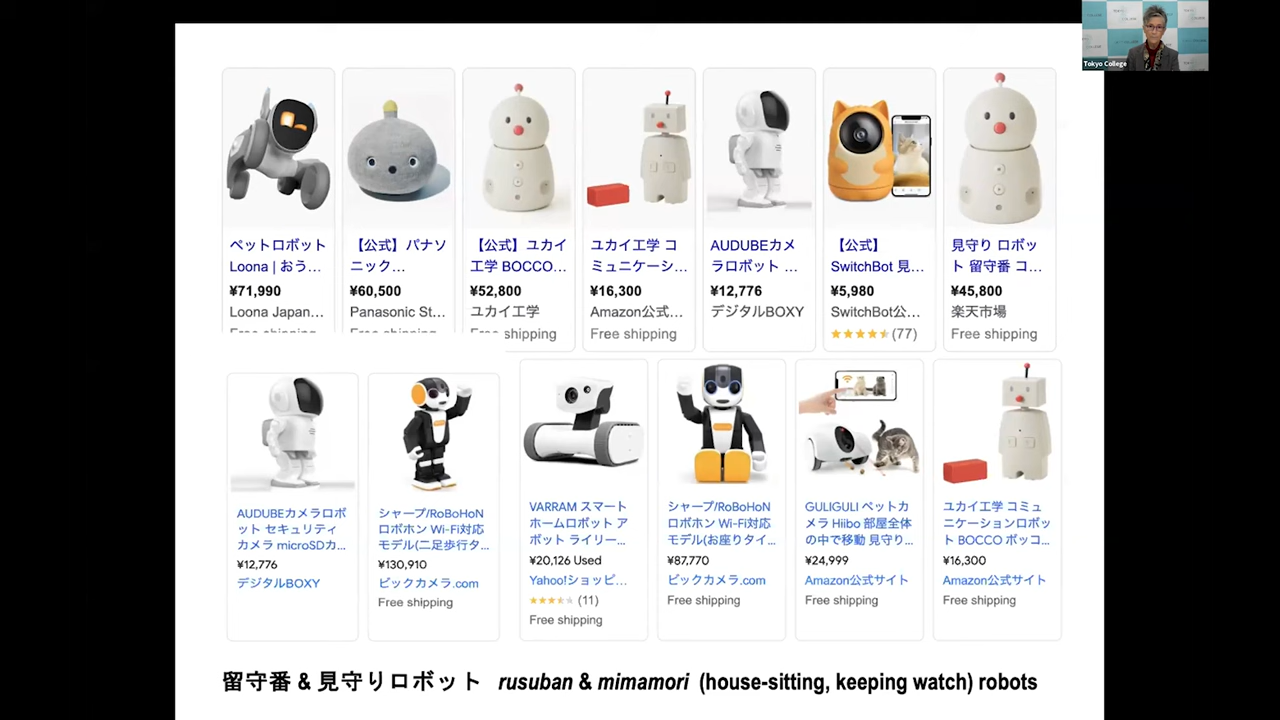 Tokyo College
ペットロボット
Loona | おう...
¥71,990
Loona Japan...
Free shipping
【公式】パナソ
ニック...
¥60,500
Panasonic St...
Free shipping
【公式】ユカイ
工学 BOCCO...
¥52,800
ユカイ工学
Free shipping
ユカイ工学 コ
ミュニケーシ...
¥16,300
Amazon公式...
Free shipping
AUDUBEカメ
ラロボット ...
¥12,776
デジタルBOXY
【公式】
SwitchBot 見...
¥5,980
SwitchBot公...
(77)
見守り ロボッ
ト 留守番 コ...
¥45,800
楽天市場
Free shipping
AUDUBEカメラロボ
ット セキュリティ
カメラ microSDカ...
¥12,776
デジタルBOXY
シャープ/RoBoHoN
ロボホン Wi-Fi対応
モデル(二足歩行タ...
¥130,910
ビックカメラ.com
Free shipping
VARRAM スマート
ホームロボット ア
ボット ライリー...
¥20,126 Used
Yahoo!ショッピ...
(11)
Free shipping
シャープ/RoBoHoN
ロボホン Wi-Fi対応
モデル(お座りタイ...
¥87,770
ビックカメラ.com
Free shipping
GULIGULI ペットカ
メラ Hiibo 部屋全体
の中で移動 見守り...
¥24,999
Amazon公式サイト
Free shipping
ユカイ工学 コミュ
ニケーションロボッ
ト BOCCO ボッコ...
¥16,300
Amazon公式サイト
Free shipping
留守番 & 見守りロボット rusuban & mimamori (house-sitting, keeping watch) robots